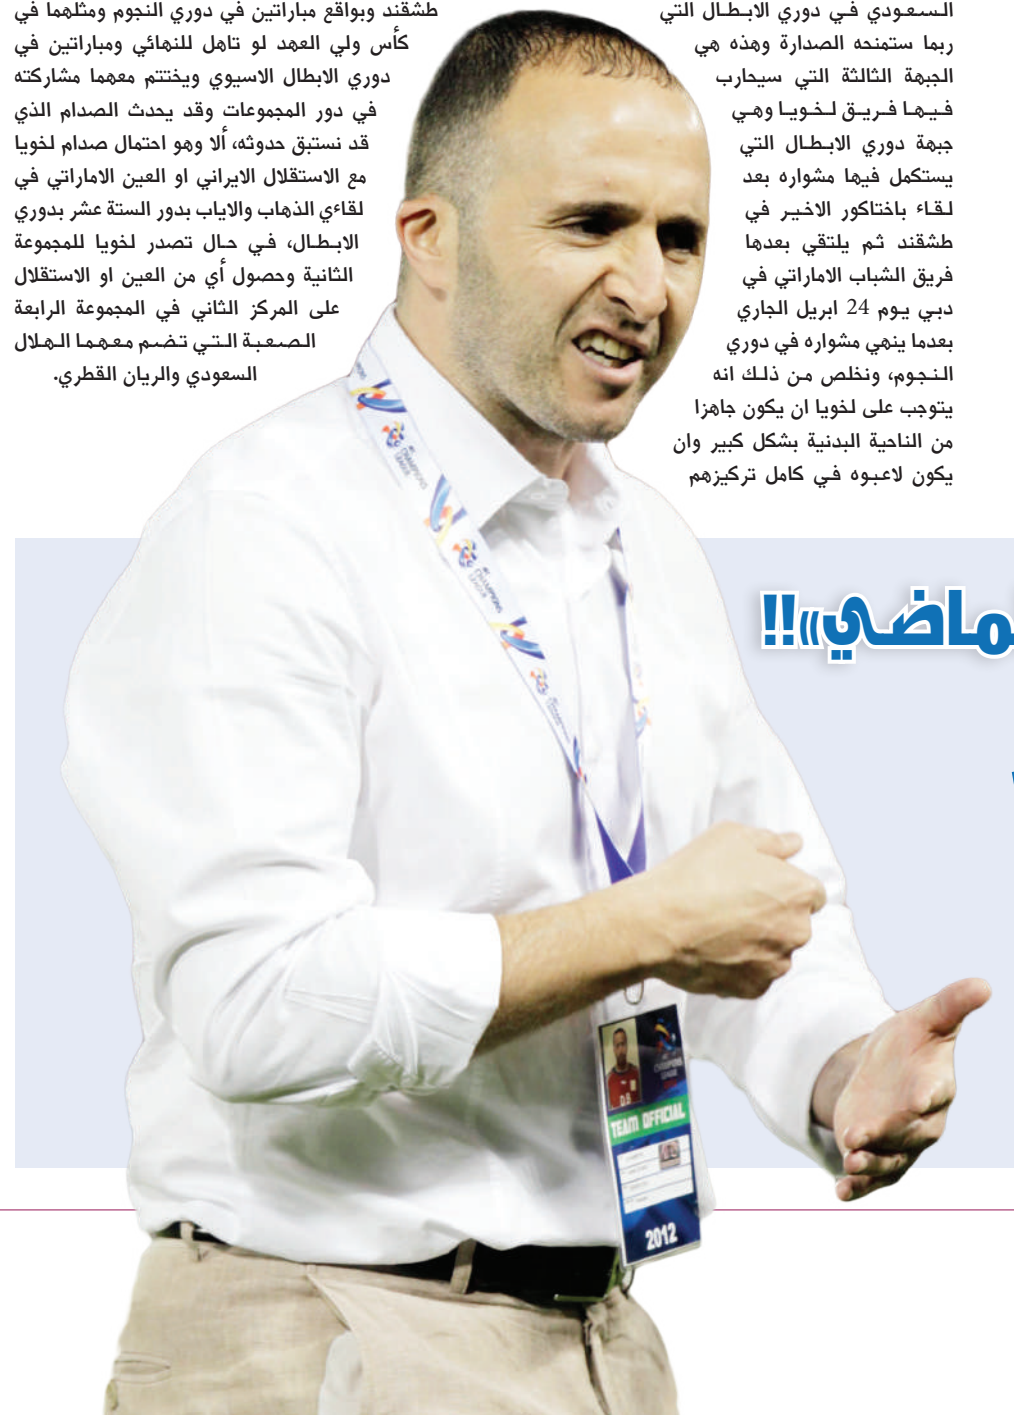 السعودي في دوري الابطال التي
ربما ستمنحه الصدارة وهذه هي
الجبهة الثالثة التي سيحارب
فيها فريق لخويا وهي
جبهة دوري الابطال التي
يستكمل فيها مشواره بعد
لقاء باختاكور الاخير في
طشقند ثم يلتقي بعدها
فريق الشباب الاماراتي في
دبي يوم 24 ابريل الجاري
بعدما ينهي مشواره في دوري
النجوم، ونخلص من ذلك انه
يتوجب على لخويا ان يكون جاهزا
من الناحية البدنية بشكل كبير وان
يكون لاعبوه في كامل تركيزهم
طشقند وبواقع مباراتين في دوري النجوم ومثلهما في
كأس ولي العهد لو تاهل للنهائي ومباراتين في
دوري الابطال الاسيوي ويختتم معهما مشاركته
في دور المجموعات وقد يحدث الصدام الذي
قد نستبق حدوثه، ألا وهو احتمال صدام لخويا
مع الاستقلال الايراني او العين الاماراتي في
لقاءي الذهاب والاياب بدور الستة عشر بدوري
الابطال، في حال تصدر لخويا للمجموعة
الثانية وحصول أي من العين او الاستقلال
على المركز الثاني في المجموعة الرابعة
الصعبة التي تضم معهما الهلال
السعودي والريان القطري.
ماضي»!!
CHAMPIONS
LEAGUE
CHAMPIONS
LEAGUE
CHAMPIONS
LEAGUE
D.B
TEAM OFFICIAL
2012